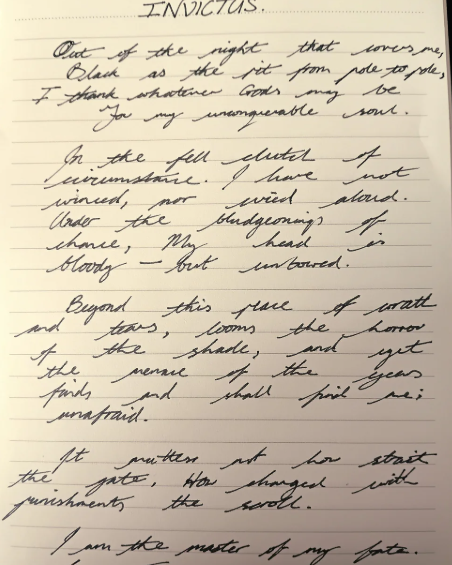 INVICTUS.
Out of the night that covers me,
Black as the pit from pole to pole,
I thank whatever Gods may be
For my unconquerable soul.
In the fell clutch of
circumstance. I have not
winced, nor cried aloud.
Under the bludgeonings of
chance, My head is
bloody – but unbowed.
Beyond this place of wrath
and tears, looms the horror
of the shade, and yet
the menace of the years
finds and shall find me;
unafraid.
It matters not how strait
the gate, How charged with
punishments the scroll.
I am the master of my fate.